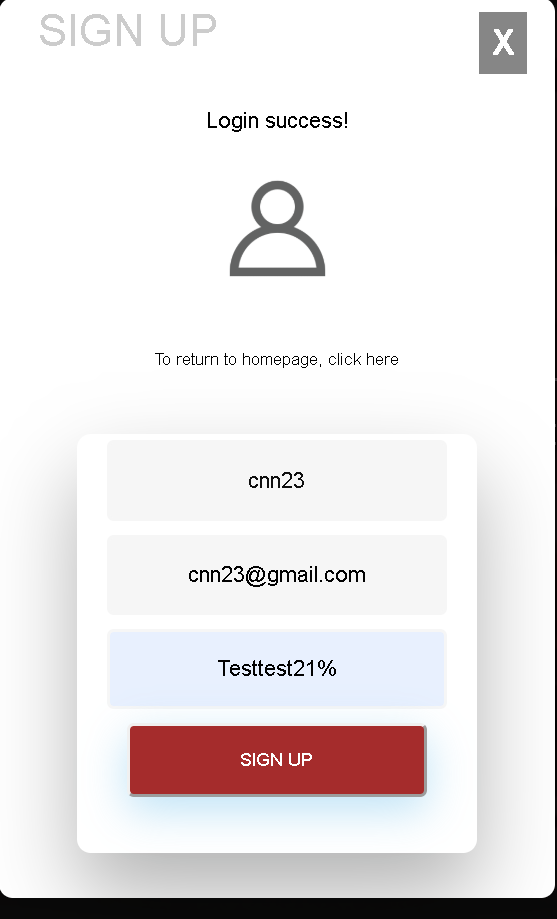 SIGN UP
X
Login success!
To return to homepage, click here
cnn23
cnn23@gmail.com
Testtest21%
SIGN UP